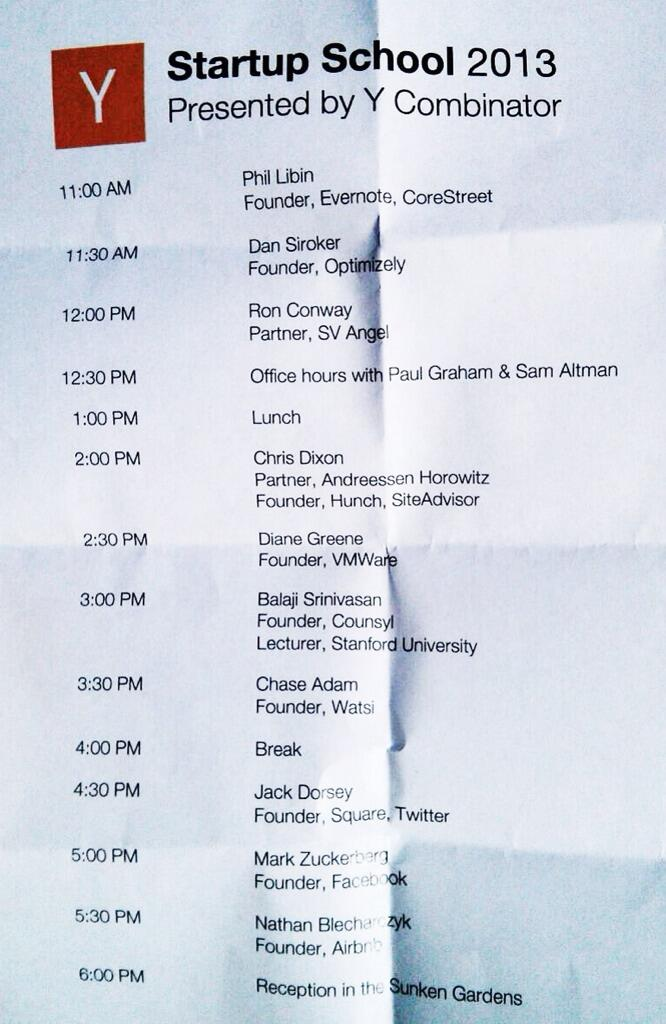 Y
Startup School 2013
Presented by Y Combinator
11:00 AM
Phil Libin
Founder, Evernote, CoreStreet
11:30 AM
Dan Siroker
Founder, Optimizely
12:00 PM
Ron Conway
Partner, SV Angel
12:30 PM
Office hours with Paul Graham & Sam Altman
1:00 PM
Lunch
2:00 PM
Chris Dixon
Partner, Andreessen Horowitz
Founder, Hunch, SiteAdvisor
2:30 PM
Diane Greene
Founder, VMWare
3:00 PM
Balaji Srinivasan
Founder, Counsyl
Lecturer, Stanford University
3:30 PM
Chase Adam
Founder, Watsi
4:00 PM
Break
4:30 PM
Jack Dorsey
Founder, Square, Twitter
5:00 PM
Mark Zuckerberg
Founder, Facebook
5:30 PM
Nathan Blecharczyk
Founder, Airbnb
6:00 PM
Reception in the Sunken Gardens